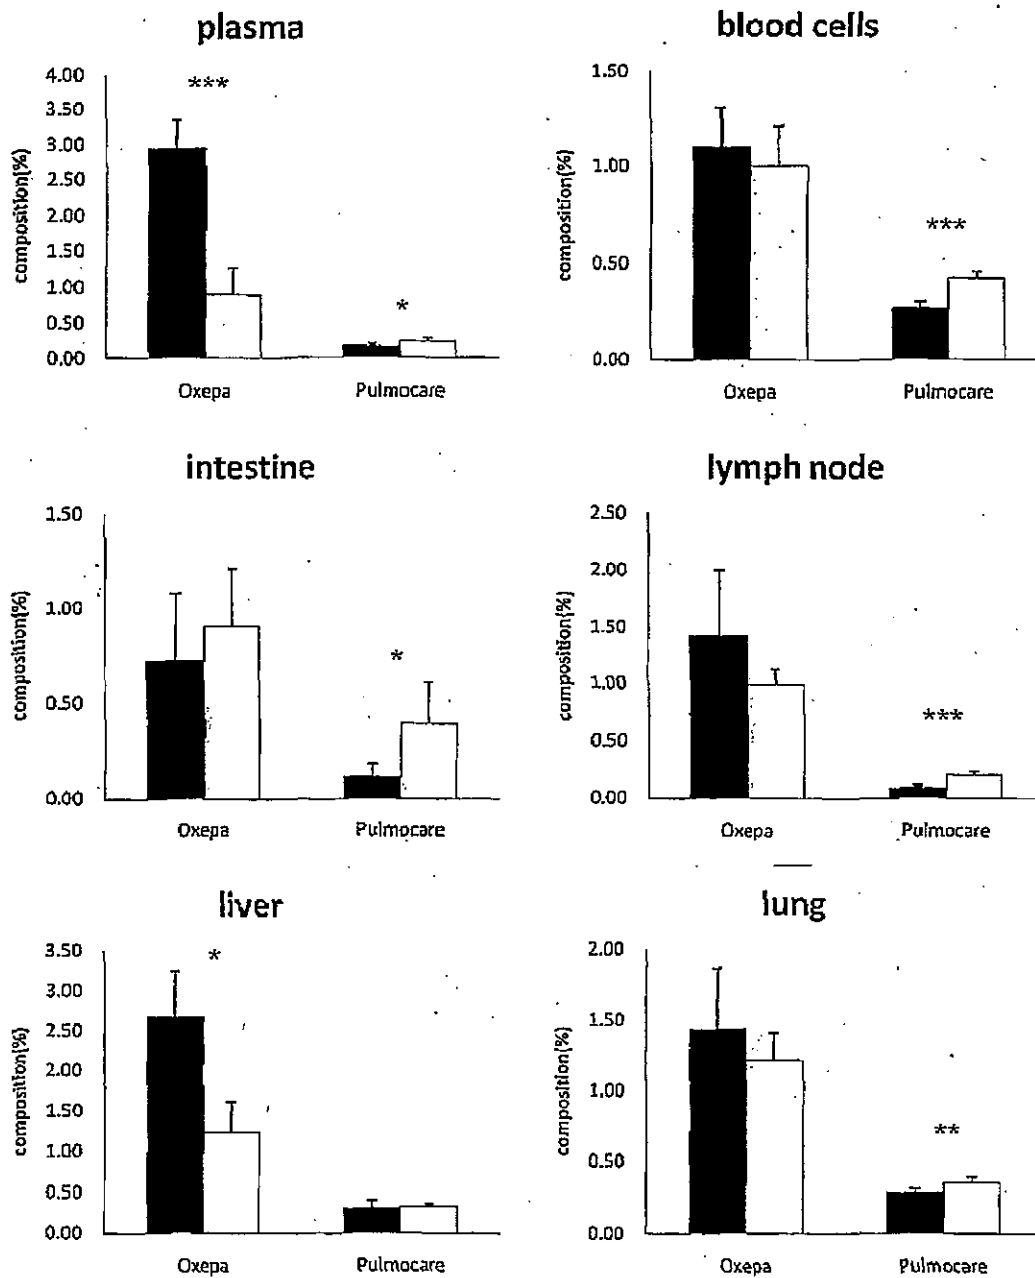 plasma
composition(%)
4.00
3.50
3.00
2.50
2.00
1.50
1.00
0.50
0.00
***
*
Oxepa
Pulmocare
blood cells
composition(%)
1.50
1.00
0.50
0.00
***
Oxepa
Pulmocare
intestine
composition(%)
1.50
1.00
0.50
0.00
*
Oxepa
Pulmocare
lymph node
composition(%)
2.50
2.00
1.50
1.00
0.50
0.00
***
Oxepa
Pulmocare
liver
composition(%)
3.50
3.00
2.50
2.00
1.50
1.00
0.50
0.00
*
Oxepa
Pulmocare
lung
composition(%)
2.00
1.50
1.00
0.50
0.00
**
Oxepa
Pulmocare